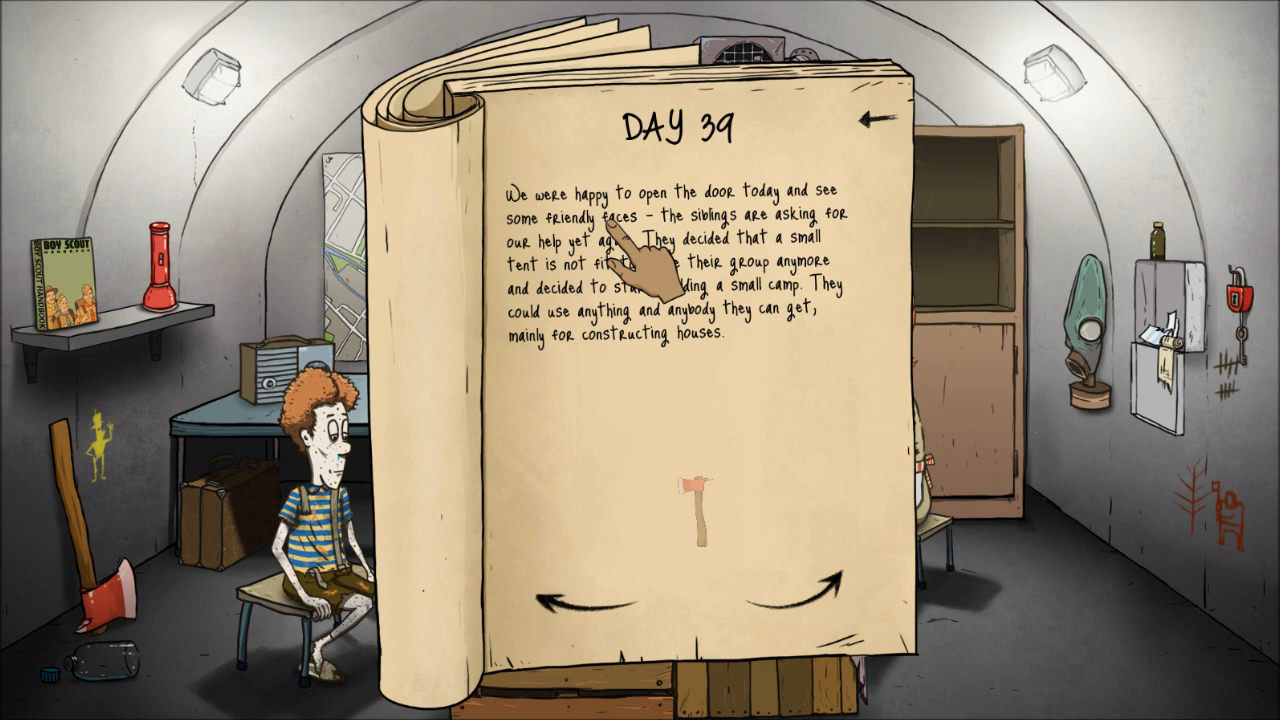 DAY 39
We were happy to open the door today and see
some friendly faces - the siblings are asking for
our help yet They decided that a small
tent is not their group anymore
and decided to a small camp. They
could use anything and anybody they can get,
mainly for constructing houses.
BOY SCOUT
BOY SCOUT HANDBOOK